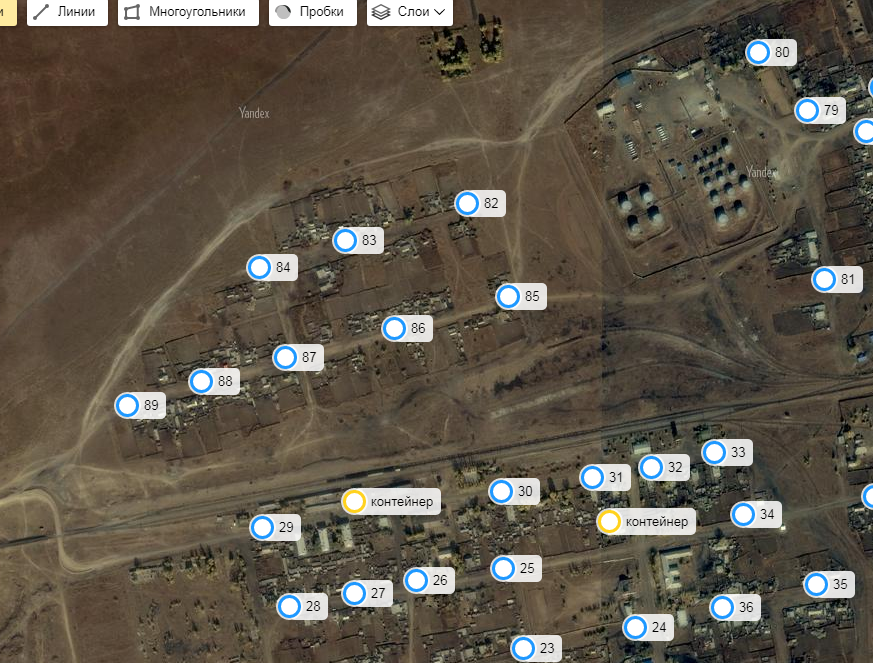 и
Линии
Многоугольники
Пробки
Слои
80
79
Yandex
Yandex
82
83
84
81
85
86
87
88
89
33
32
31
30
контейнер
34
контейнер
29
25
26
35
27
28
36
24
23